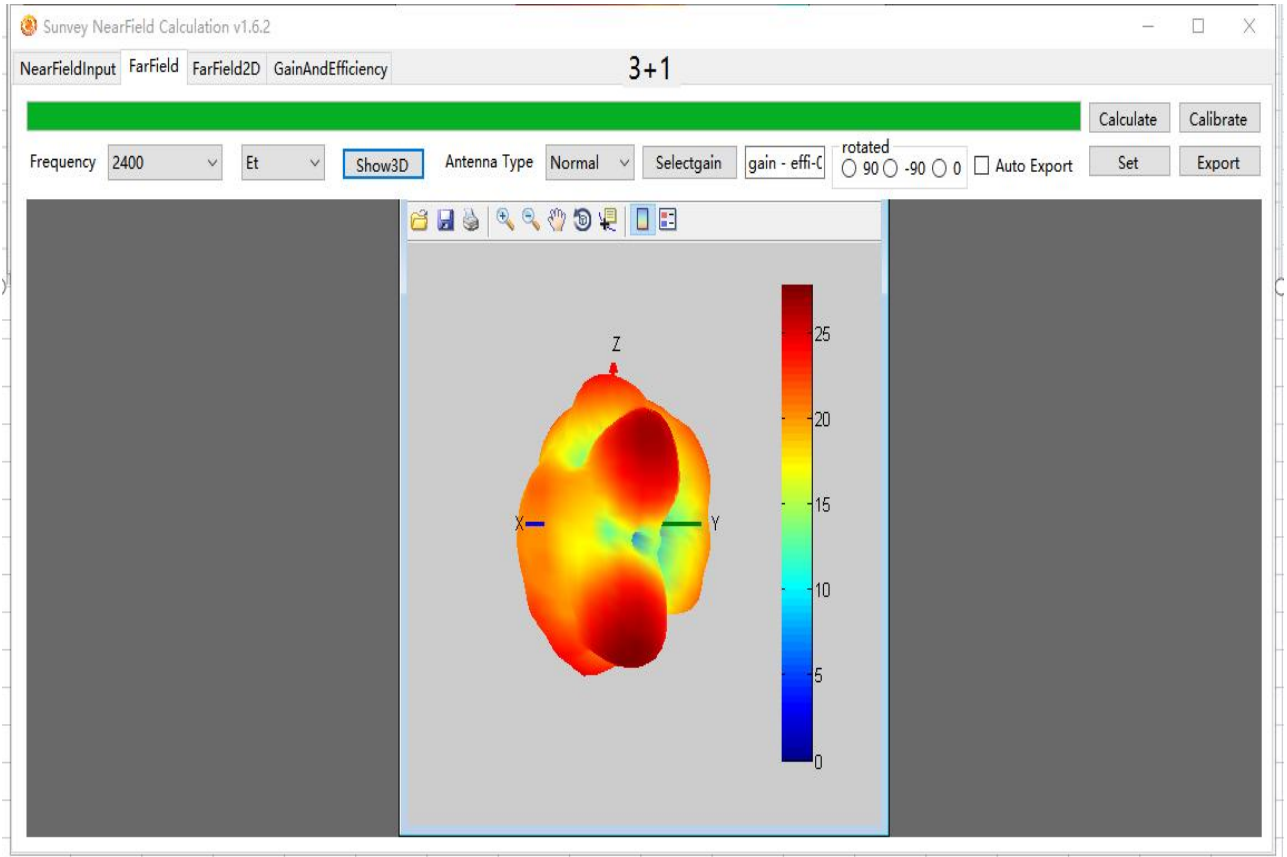 Sunvey NearField Calculation v1.6.2
NearFieldInput FarField FarField2D GainAndEfficiency
3+1
Calculate Calibrate
Frequency 2400 Et Show3D Antenna Type Normal Selectgain gain - effi-C rotated 90 -90 0 Auto Export Set Export
Z
X
Y
25
20
15
10
5
0